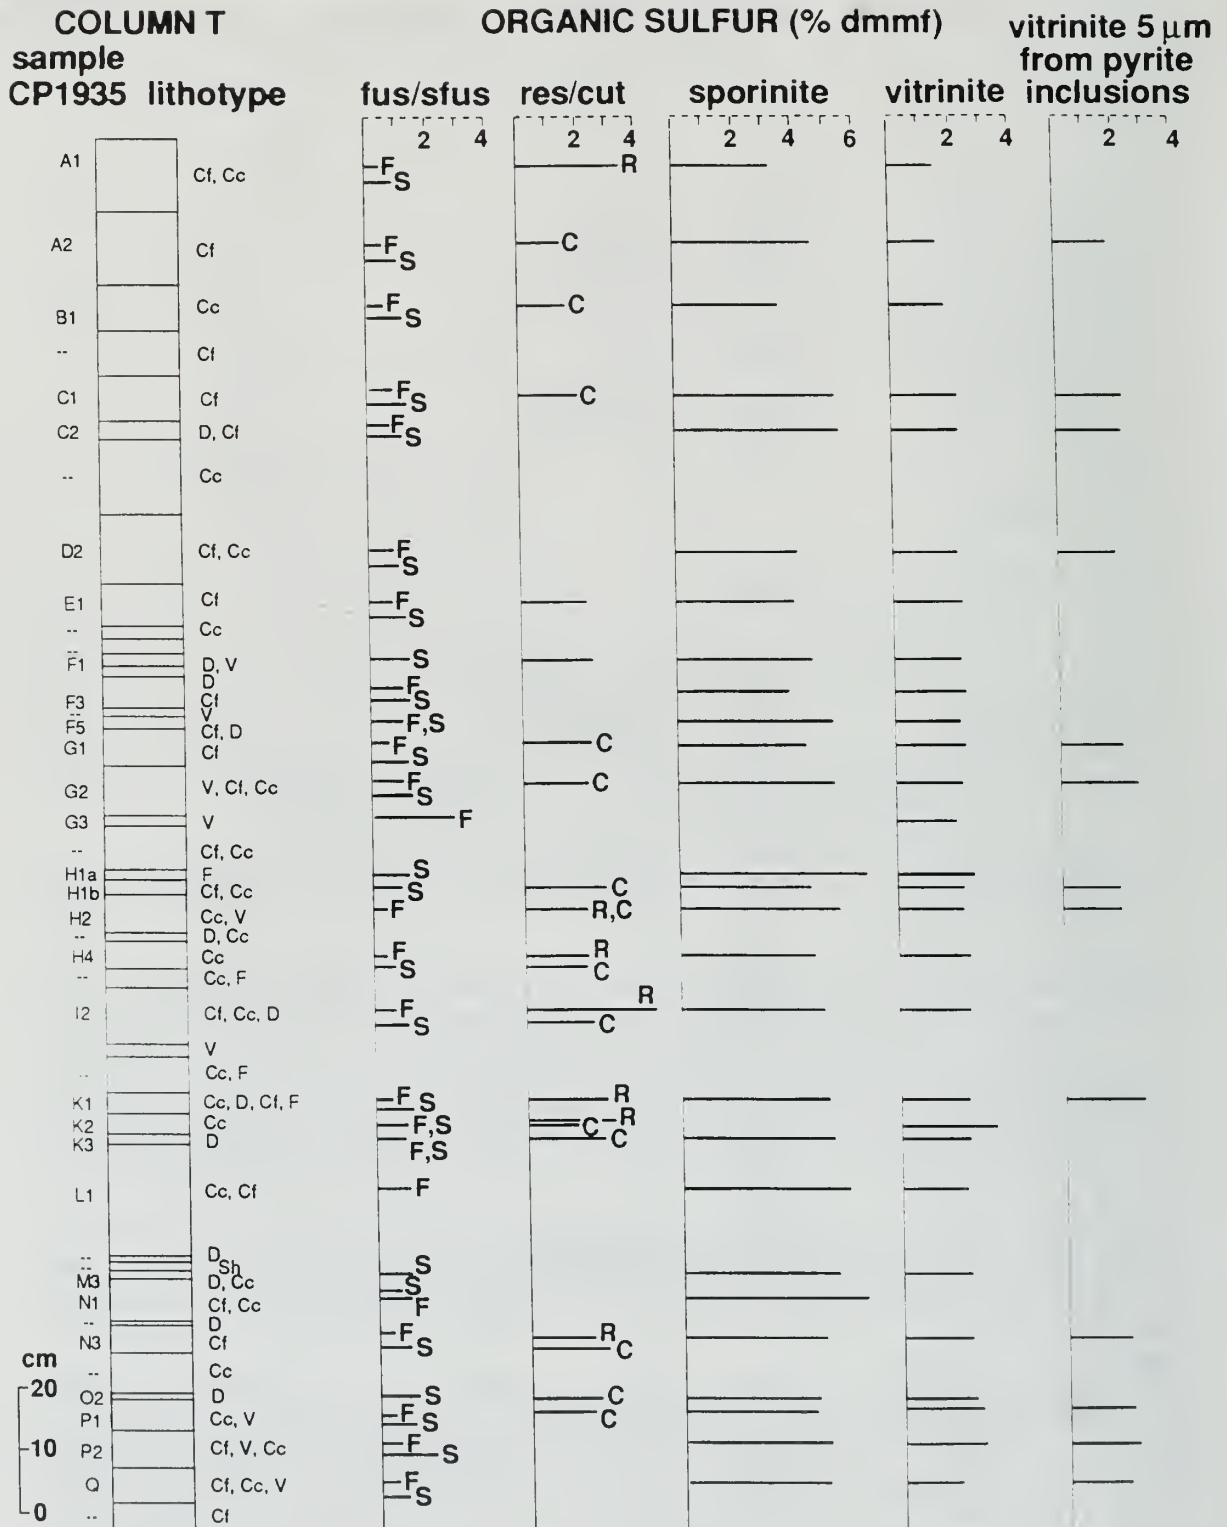 COLUMN T ORGANIC SULFUR (% dmmf) vitrinite 5 µm
sample from pyrite
CP1935 lithotype fus/sfus res/cut sporinite vitrinite inclusions
2 4 2 4 2 4 6 2 4 2 4
A1 Cf, Cc F S R
A2 Cf F S C
B1 Cc F S C
-- Cf
C1 Cf F S C
C2 D, Cf F S
-- Cc
D2 Cf, Cc F S
E1 Cf F S
-- Cc
--
F1 D, V S
D
F3 Cf F S
-- V
F5 Cf, D F,S
G1 Cf F S C
G2 V, Cf, Cc F S C
G3 V F
-- Cf, Cc
H1a F S
H1b Cf, Cc S C
H2 Cc, V F R,C
-- D, Cc
H4 Cc F S R C
-- Cc, F
I2 Cf, Cc, D F S R C
V
-- Cc, F
K1 Cc, D, Cf, F F S R
K2 Cc F,S C R
K3 D F,S C
L1 Cc, Cf F
-- D
-- Sh
M3 D, Cc S
N1 Cf, Cc S F
-- D
N3 Cf F S R C
-- Cc
O2 D S C
P1 Cc, V F S C
P2 Cf, V, Cc F S
Q Cf, Cc, V F S
-- Cf
cm
20
10
0